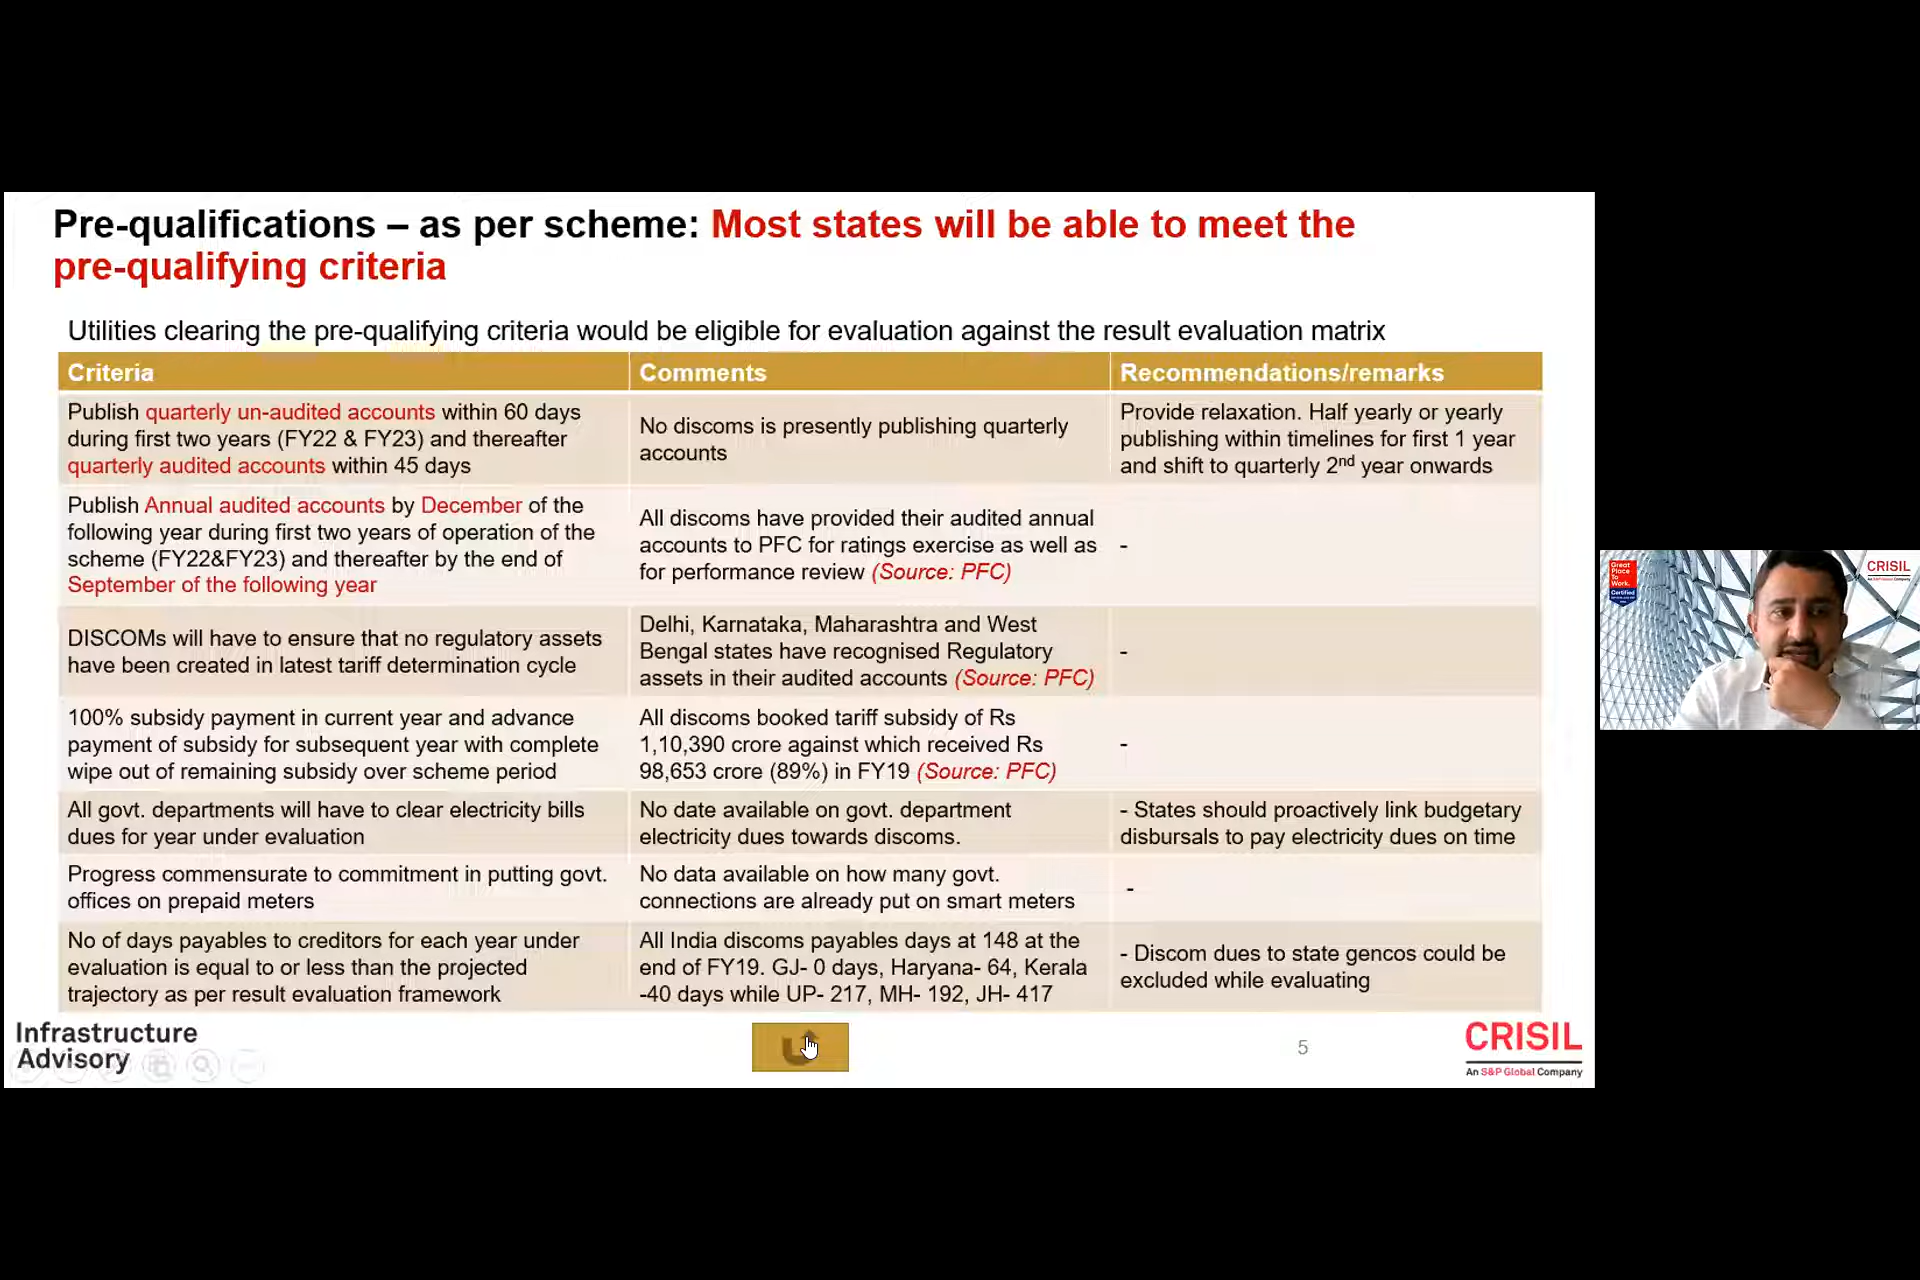 Pre-qualifications – as per scheme: Most states will be able to meet the
pre-qualifying criteria
Utilities clearing the pre-qualifying criteria would be eligible for evaluation against the result evaluation matrix
Criteria
Comments
Recommendations/remarks
Publish quarterly un-audited accounts within 60 days
during first two years (FY22 & FY23) and thereafter
quarterly audited accounts within 45 days
No discoms is presently publishing quarterly
accounts
Provide relaxation. Half yearly or yearly
publishing within timelines for first 1 year
and shift to quarterly 2nd year onwards
Publish Annual audited accounts by December of the
following year during first two years of operation of the
scheme (FY22&FY23) and thereafter by the end of
September of the following year
All discoms have provided their audited annual
accounts to PFC for ratings exercise as well as
for performance review (Source: PFC)
-
DISCOMs will have to ensure that no regulatory assets
have been created in latest tariff determination cycle
Delhi, Karnataka, Maharashtra and West
Bengal states have recognised Regulatory
assets in their audited accounts (Source: PFC)
-
100% subsidy payment in current year and advance
payment of subsidy for subsequent year with complete
wipe out of remaining subsidy over scheme period
All discoms booked tariff subsidy of Rs
1,10,390 crore against which received Rs
98,653 crore (89%) in FY19 (Source: PFC)
-
All govt. departments will have to clear electricity bills
dues for year under evaluation
No date available on govt. department
electricity dues towards discoms.
- States should proactively link budgetary
disbursals to pay electricity dues on time
Progress commensurate to commitment in putting govt.
offices on prepaid meters
No data available on how many govt.
connections are already put on smart meters
-
No of days payables to creditors for each year under
evaluation is equal to or less than the projected
trajectory as per result evaluation framework
All India discoms payables days at 148 at the
end of FY19. GJ- 0 days, Haryana- 64, Kerala
-40 days while UP- 217, MH- 192, JH- 417
- Discom dues to state gencos could be
excluded while evaluating
Infrastructure
Advisory
5
CRISIL
An S&P Global Company
Great
Place
To
Work.
Certified
CRISIL